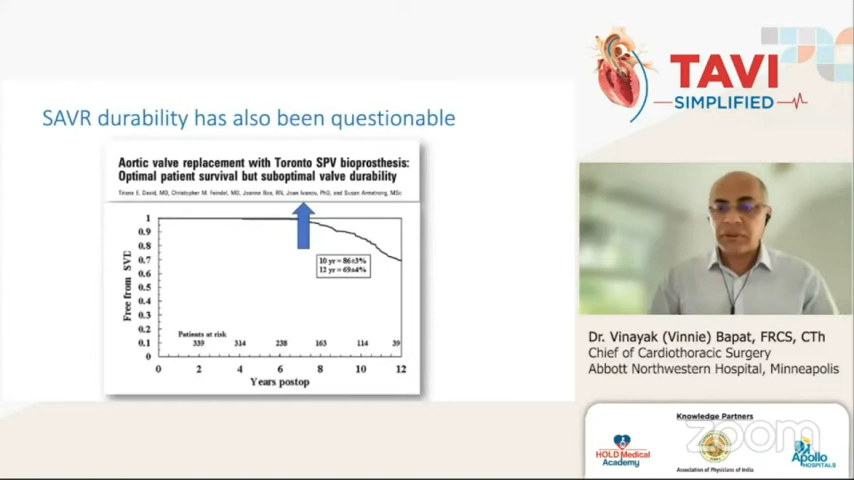 TAVI
SIMPLIFIED
SAVR durability has also been questionable
Aortic valve replacement with Toronto SPV bioprosthesis:
Optimal patient survival but suboptimal valve durability
Tirone E. David, MD, Christopher M. Feindel, MD, Joanne Bos, RN, Joan Ivanov, PhD, and Susan Armstrong, MSc
1
0.9
0.8
0.7
0.6
0.5
0.4
0.3
0.2
0.1
0
Free from SVD
10 yr = 86±3%
12 yr = 69±4%
Patients at risk
339 314 238 163 114 39
0 2 4 6 8 10 12
Years postop
Dr. Vinayak (Vinnie) Bapat, FRCS, CTh
Chief of Cardiothoracic Surgery
Abbott Northwestern Hospital, Minneapolis
Knowledge Partners
zoom
HOLD Medical
Academy
Association of Physicians of India
Apollo
HOSPITALS